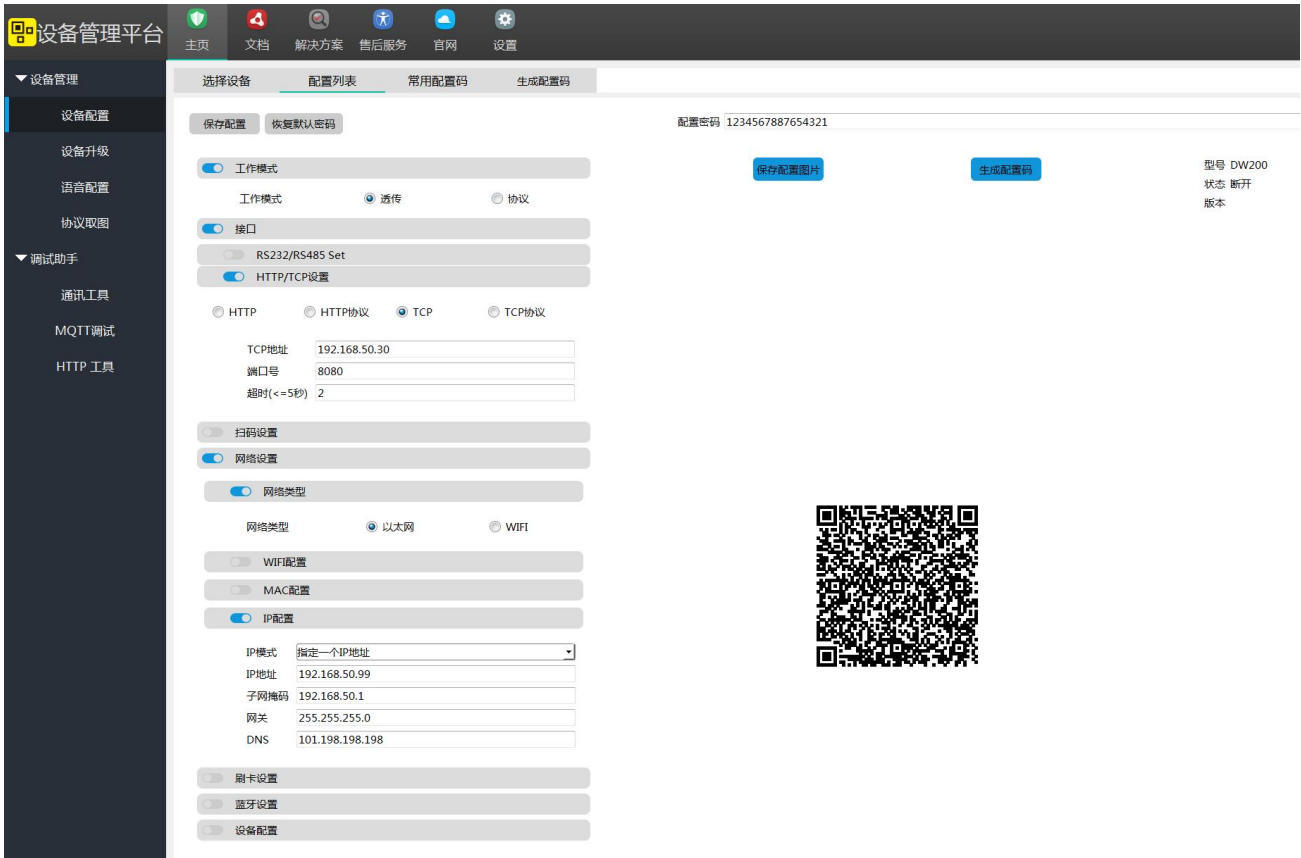 设备管理平台
主页 文档 解决方案 售后服务 官网 设置
设备管理
设备配置
设备升级
语音配置
协议取图
调试助手
通讯工具
MQTT调试
HTTP 工具
选择设备 配置列表 常用配置码 生成配置码
保存配置 恢复默认密码 配置密码 1234567887654321
工作模式
工作模式 透传 协议
接口
RS232/RS485 Set
HTTP/TCP设置
HTTP HTTP协议 TCP TCP协议
TCP地址 192.168.50.30
端口号 8080
超时(<=5秒) 2
扫码设置
网络设置
网络类型
网络类型 以太网 WIFI
WIFI配置
MAC配置
IP配置
IP模式 指定一个IP地址
IP地址 192.168.50.99
子网掩码 192.168.50.1
网关 255.255.255.0
DNS 101.198.198.198
刷卡设置
蓝牙设置
设备配置
保存配置图片 生成配置码
型号 DW200
状态 断开
版本